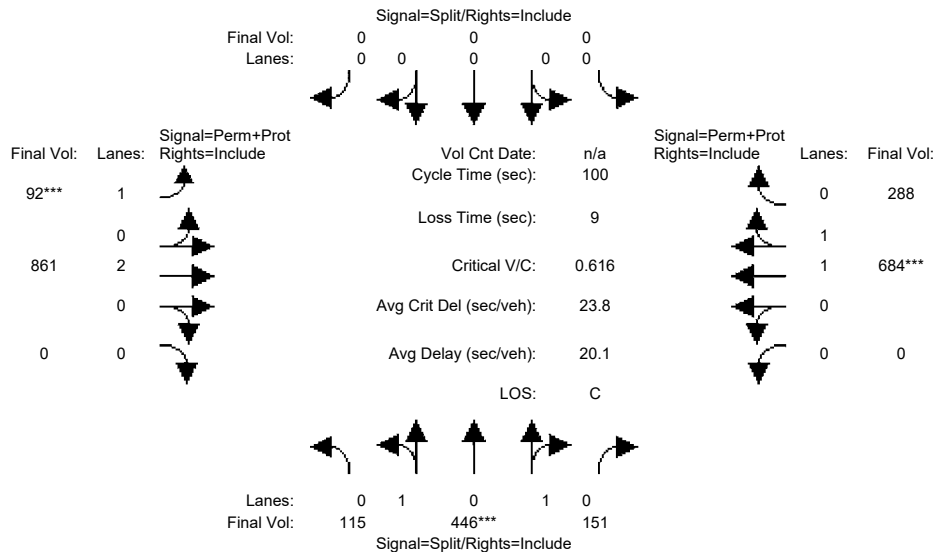 Signal=Split/Rights=Include
Final Vol: 0 0 0
Lanes: 0 0 0 0 0
Signal=Perm+Prot
Final Vol: Lanes: Rights=Include
Vol Cnt Date: n/a
Signal=Perm+Prot
Rights=Include Lanes: Final Vol:
Cycle Time (sec): 100
92*** 1
0 288
Loss Time (sec): 9
0
1
861 2
Critical V/C: 0.616
1 684***
0
Avg Crit Del (sec/veh): 23.8
0
0 0
Avg Delay (sec/veh): 20.1
0 0
LOS: C
Lanes: 0 1 0 1 0
Final Vol: 115 446*** 151
Signal=Split/Rights=Include